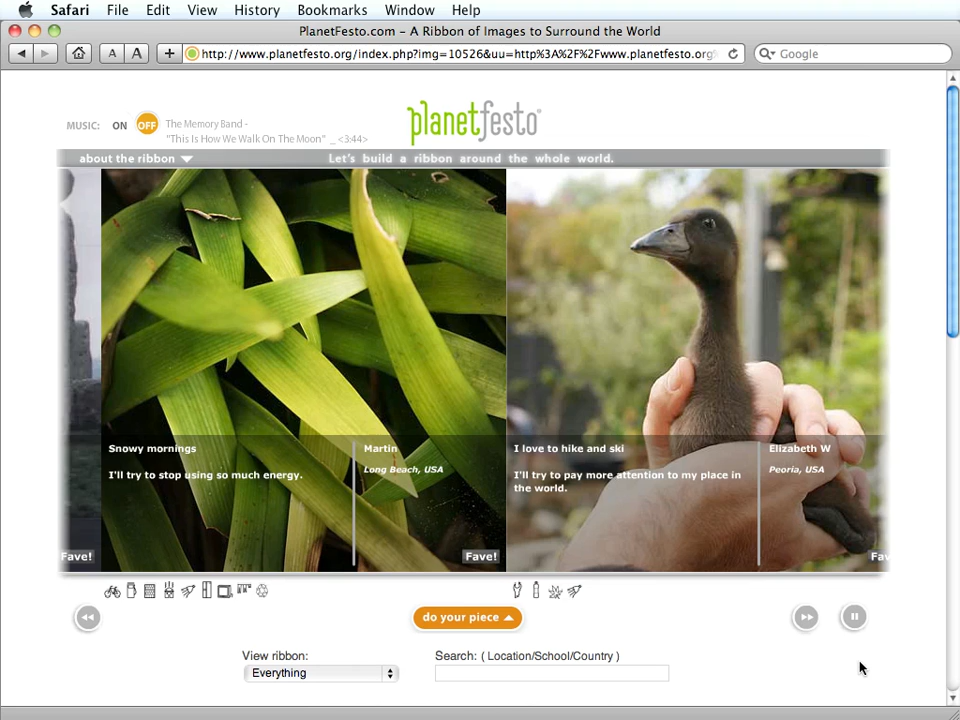 Safari File Edit View History Bookmarks Window Help
PlanetFesto.com – A Ribbon of Images to Surround the World
A A + http://www.planetfesto.org/index.php?img=10526&uu=http%3A%2F%2Fwww.planetfesto.org Google
planetfesto
MUSIC: ON OFF The Memory Band -
"This Is How We Walk On The Moon" _ <3:44>
about the ribbon Let's build a ribbon around the whole world.
Snowy mornings Martin
I'll try to stop using so much energy. Long Beach, USA
Fave! Fave!
I love to hike and ski Elizabeth W
Peoria, USA
I'll try to pay more attention to my place in
the world.
Fav
do your piece
View ribbon: Search: ( Location/School/Country )
Everything